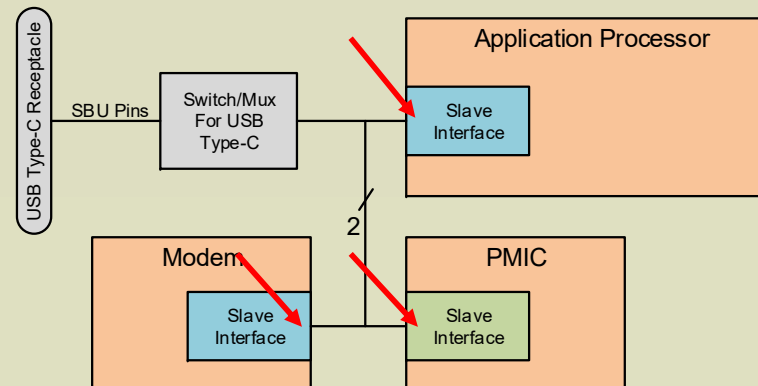 USB Type-C Receptacle
SBU Pins
Switch/Mux
For USB
Type-C
Application Processor
Slave
Interface
2
Modem
Slave
Interface
PMIC
Slave
Interface